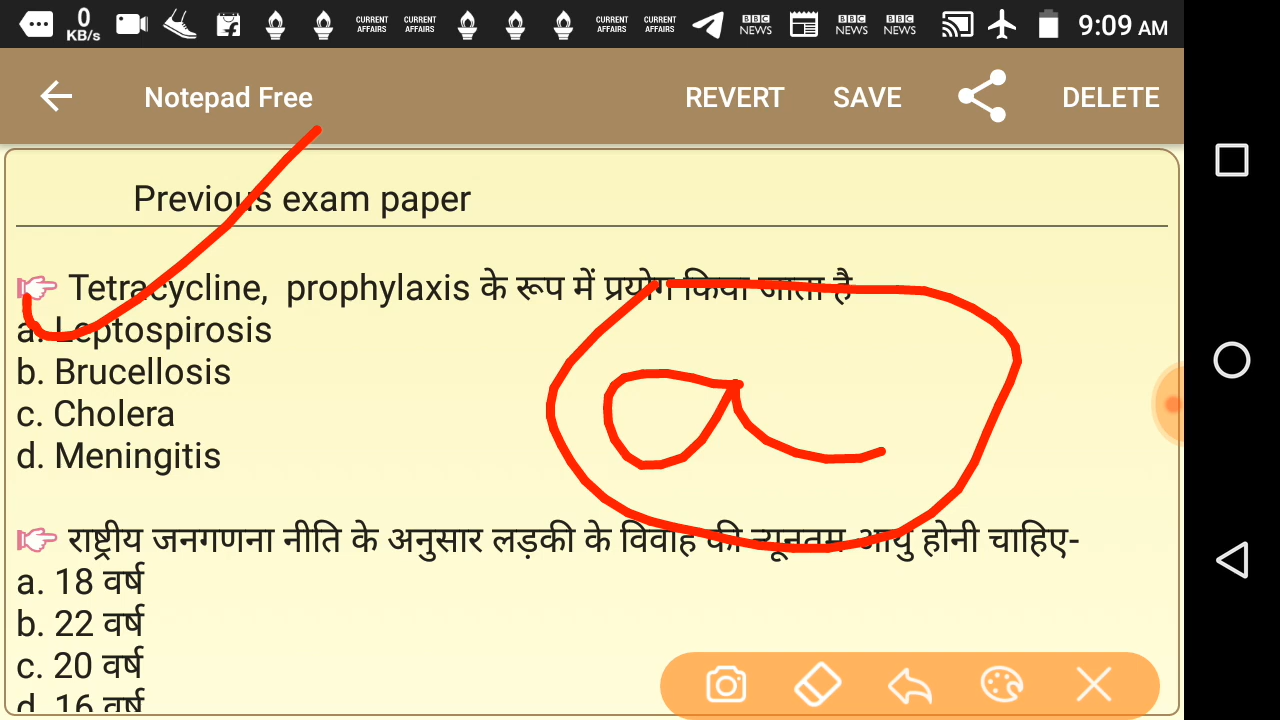 0
KB/s
CURRENT AFFAIRS
CURRENT AFFAIRS
CURRENT AFFAIRS
CURRENT AFFAIRS
BBC NEWS
BBC NEWS
BBC NEWS
9:09 AM
Notepad Free
REVERT
SAVE
DELETE
Previous exam paper
Tetracycline, prophylaxis के रूप में प्रयोग किया जाता है
a. Leptospirosis
b. Brucellosis
c. Cholera
d. Meningitis
a
राष्ट्रीय जनगणना नीति के अनुसार लड़की के विवाह की न्यूनतम आयु होनी चाहिए-
a. 18 वर्ष
b. 22 वर्ष
c. 20 वर्ष
d. 16 वर्ष